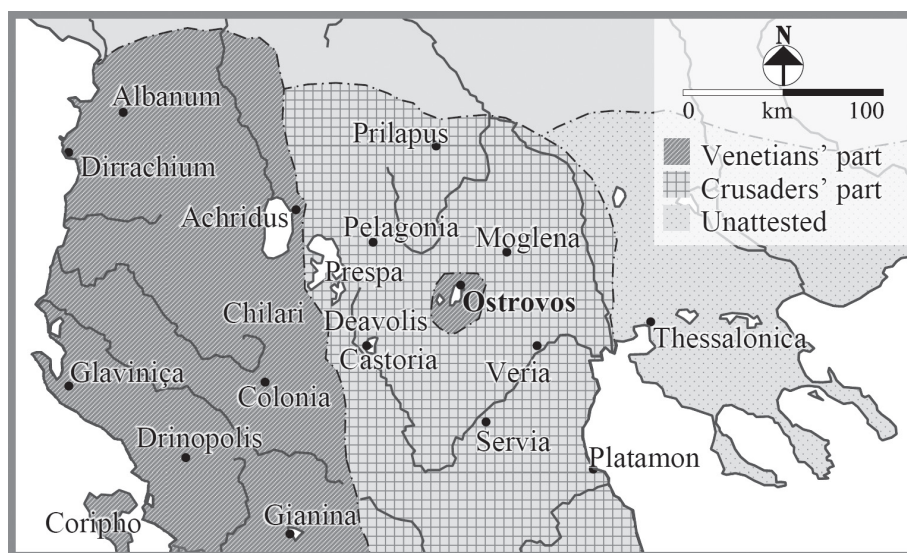 N
0 km 100
Venetians’ part
Crusaders’ part
Unattested
Albanum
Prilapus
Dirrachium
Achridus
Pelagonia
Moglena
Prespa
Ostrovos
Chilari
Deavolis
Thessalonica
Castoria
Veria
Glaviniça
Colonia
Drinopolis
Servia
Platamon
Coripho
Gianina